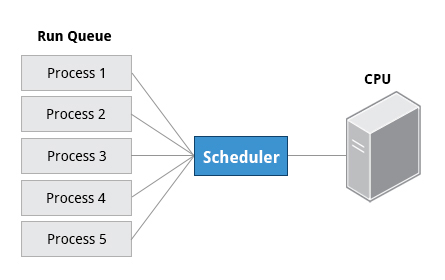 Run Queue
Process 1
Process 2
Process 3
Process 4
Process 5
Scheduler
CPU